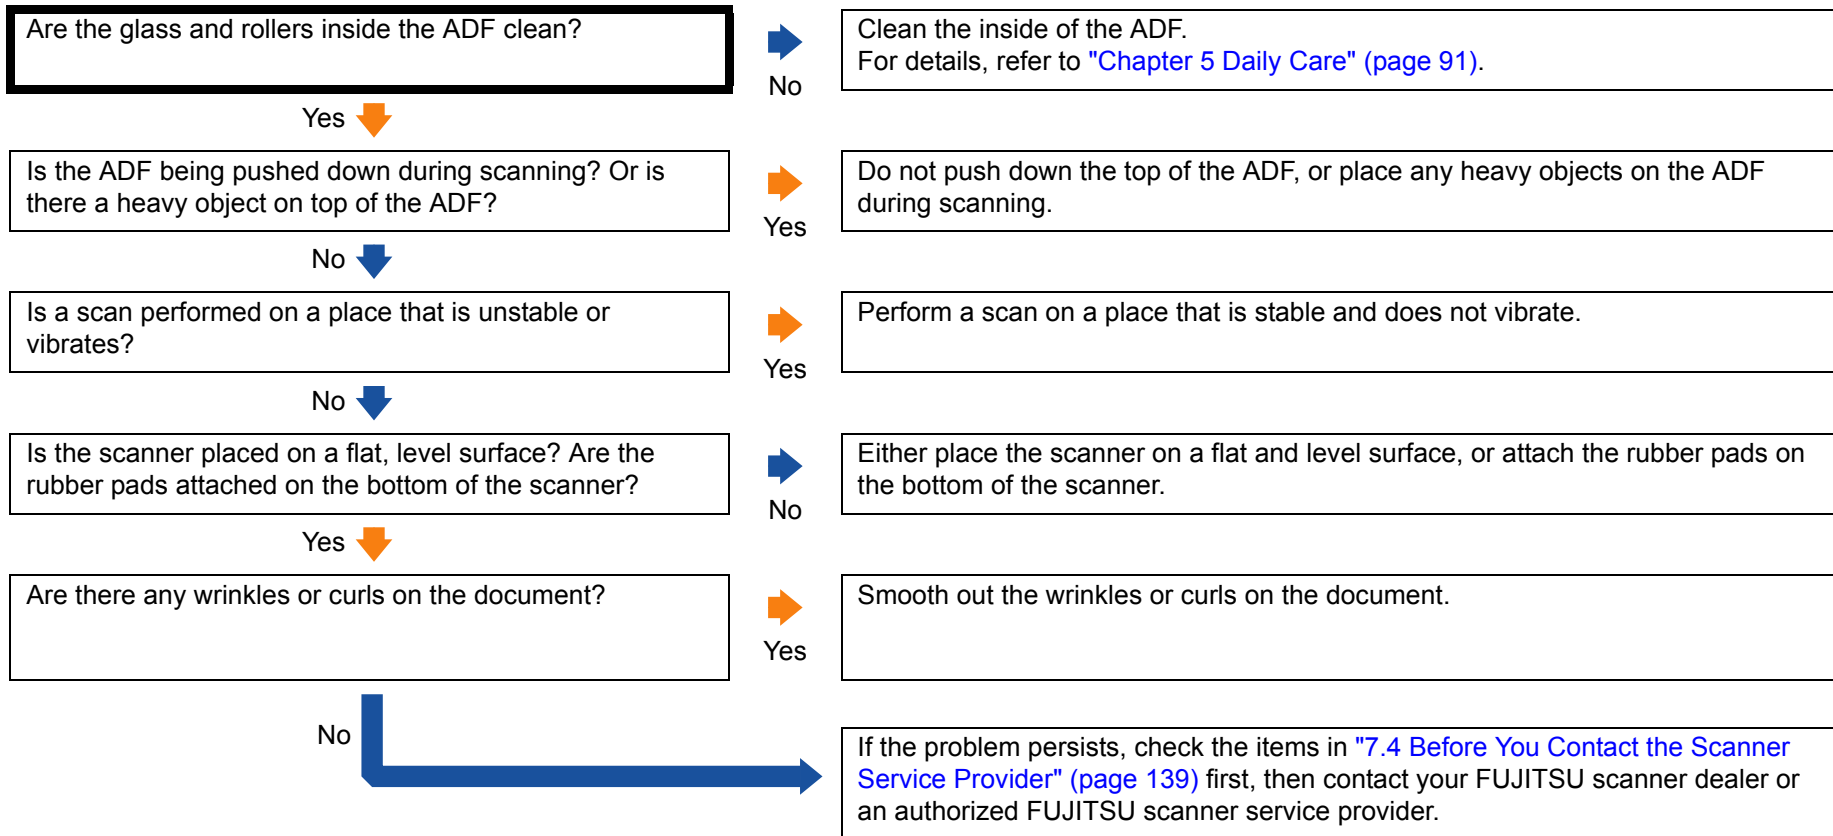 Are the glass and rollers inside the ADF clean?
No
Clean the inside of the ADF.
For details, refer to "Chapter 5 Daily Care" (page 91).
Yes
Is the ADF being pushed down during scanning? Or is
there a heavy object on top of the ADF?
Yes
Do not push down the top of the ADF, or place any heavy objects on the ADF
during scanning.
No
Is a scan performed on a place that is unstable or
vibrates?
Yes
Perform a scan on a place that is stable and does not vibrate.
No
Is the scanner placed on a flat, level surface? Are the
rubber pads attached on the bottom of the scanner?
No
Either place the scanner on a flat and level surface, or attach the rubber pads on
the bottom of the scanner.
Yes
Are there any wrinkles or curls on the document?
Yes
Smooth out the wrinkles or curls on the document.
No
If the problem persists, check the items in "7.4 Before You Contact the Scanner
Service Provider" (page 139) first, then contact your FUJITSU scanner dealer or
an authorized FUJITSU scanner service provider.